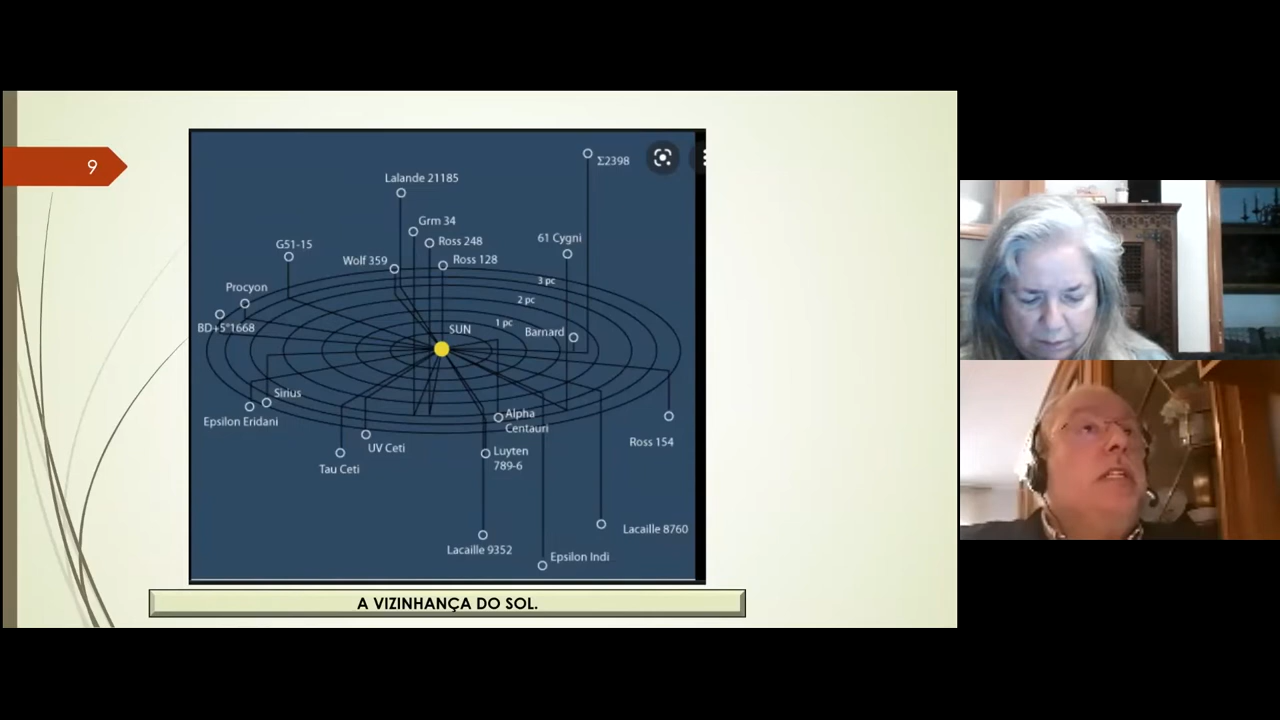 9
Σ2398
Lalande 21185
Grm 34
G51-15
Ross 248
61 Cygni
Wolf 359
Ross 128
3 pc
Procyon
2 pc
BD+5°1668
SUN
1 pc
Barnard
Sirius
Epsilon Eridani
Alpha
Centauri
UV Ceti
Ross 154
Tau Ceti
Luyten
789-6
Lacaille 8760
Lacaille 9352
Epsilon Indi
A VIZINHANÇA DO SOL.